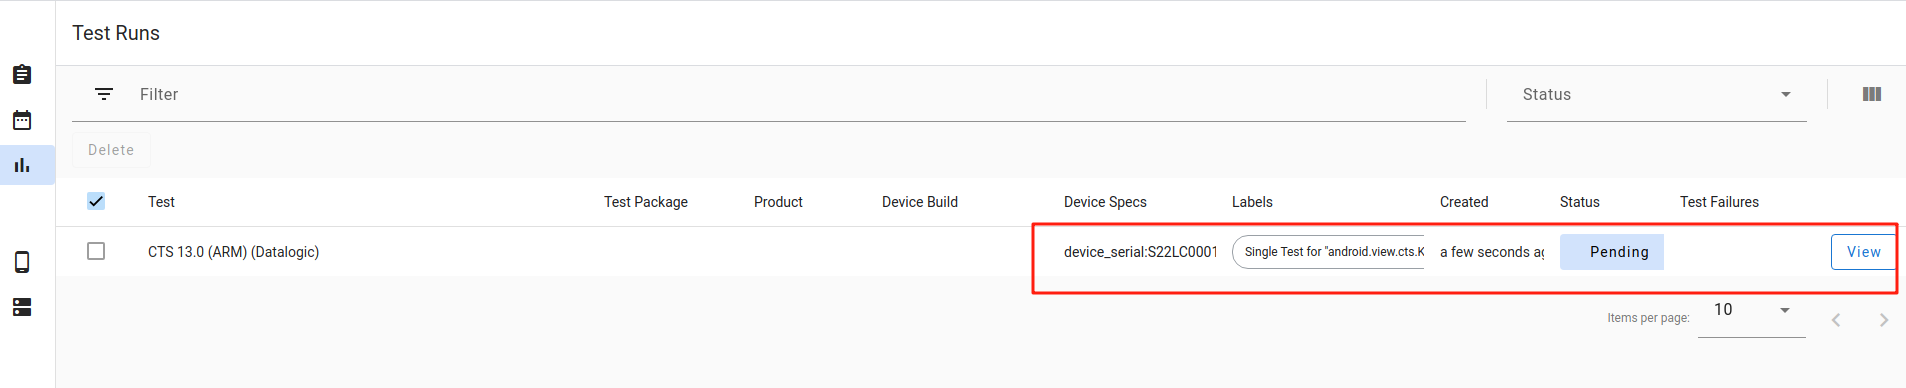 Test Runs
Filter
Status
Delete
Test Test Package Product Device Build Device Specs Labels Created Status Test Failures
CTS 13.0 (ARM) (Datalogic) device_serial:S22LC0001 Single Test for "android.view.cts.K a few seconds ag Pending View
Items per page: 10